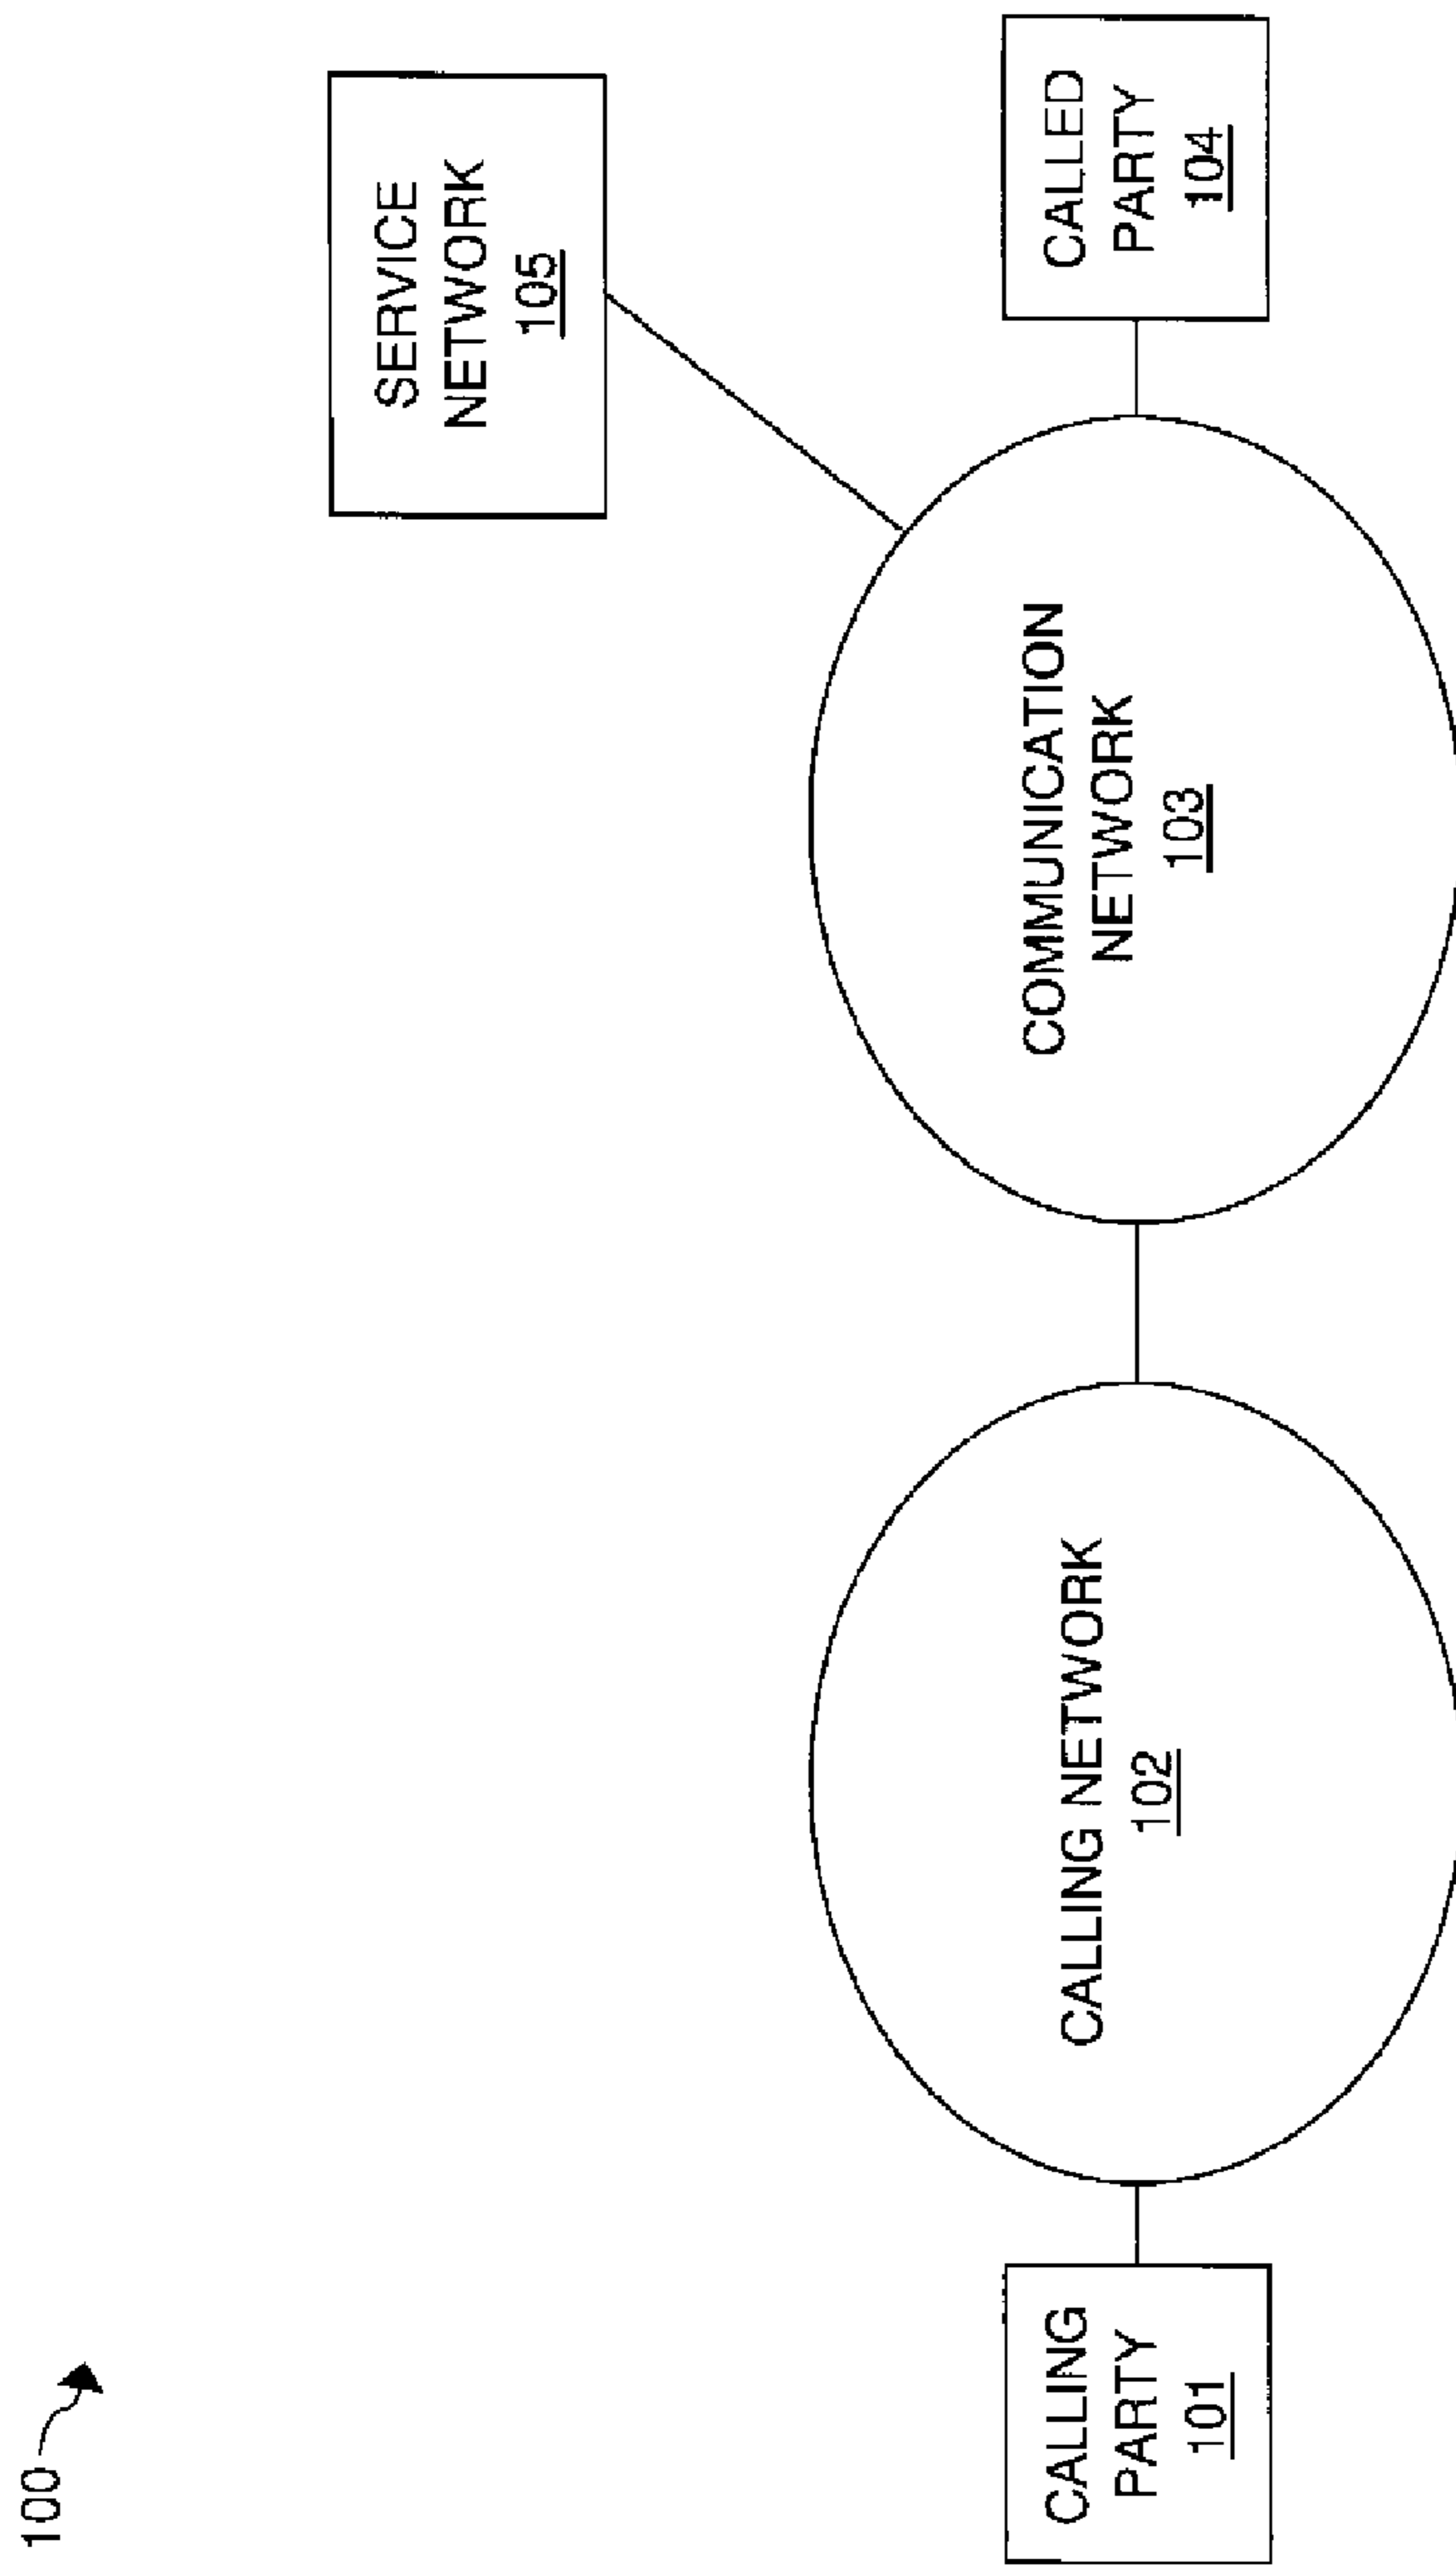 100
SERVICE
NETWORK
105
CALLING
PARTY
101
CALLING NETWORK
102
COMMUNICATION
NETWORK
103
CALLED
PARTY
104